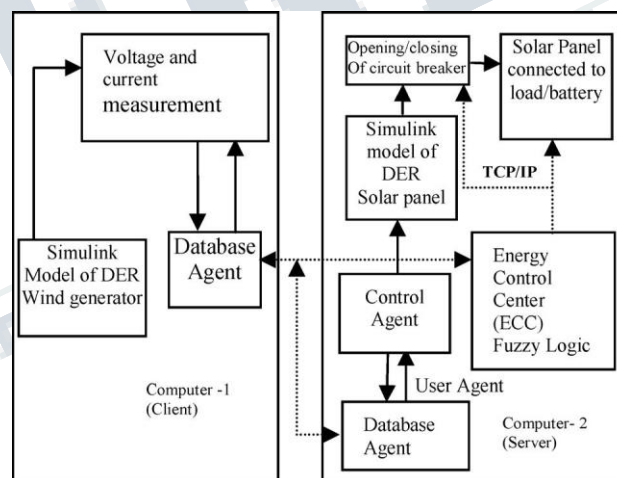 Voltage and
current
measurement
Simulink
Model of DER
Wind generator
Database
Agent
Computer -1
(Client)
Opening/closing
Of circuit breaker
Solar Panel
connected to
load/battery
Simulink
model of
DER
Solar panel
TCP/IP
Control
Agent
Energy
Control
Center
(ECC)
Fuzzy Logic
User Agent
Database
Agent
Computer- 2
(Server)